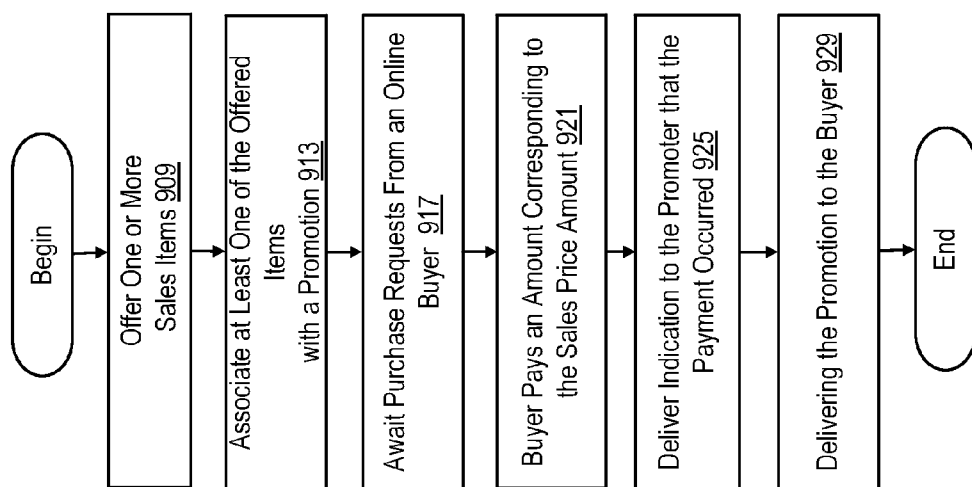 Begin
Offer One or More
Sales Items 909
Associate at Least One of the Offered
Items
with a Promotion 913
Await Purchase Requests From an Online
Buyer 917
Buyer Pays an Amount Corresponding to
the Sales Price Amount 921
Deliver Indication to the Promoter that the
Payment Occurred 925
Delivering the Promotion to the Buyer 929
End